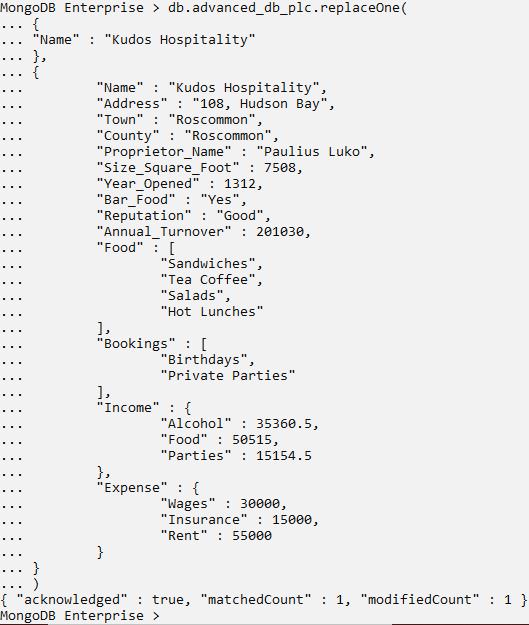 MongoDB Enterprise > db.advanced_db_plc.replaceOne(
... {
... "Name" : "Kudos Hospitality"
... },
... {
...         "Name" : "Kudos Hospitality",
...         "Address" : "108, Hudson Bay",
...         "Town" : "Roscommon",
...         "County" : "Roscommon",
...         "Proprietor_Name" : "Paulius Luko",
...         "Size_Square_Foot" : 7508,
...         "Year_Opened" : 1312,
...         "Bar_Food" : "Yes",
...         "Reputation" : "Good",
...         "Annual_Turnover" : 201030,
...         "Food" : [
...                 "Sandwiches",
...                 "Tea Coffee",
...                 "Salads",
...                 "Hot Lunches"
...         ],
...         "Bookings" : [
...                 "Birthdays",
...                 "Private Parties"
...         ],
...         "Income" : {
...                 "Alcohol" : 35360.5,
...                 "Food" : 50515,
...                 "Parties" : 15154.5
...         },
...         "Expense" : {
...                 "Wages" : 30000,
...                 "Insurance" : 15000,
...                 "Rent" : 55000
...         }
... }
... )
{ "acknowledged" : true, "matchedCount" : 1, "modifiedCount" : 1 }
MongoDB Enterprise >